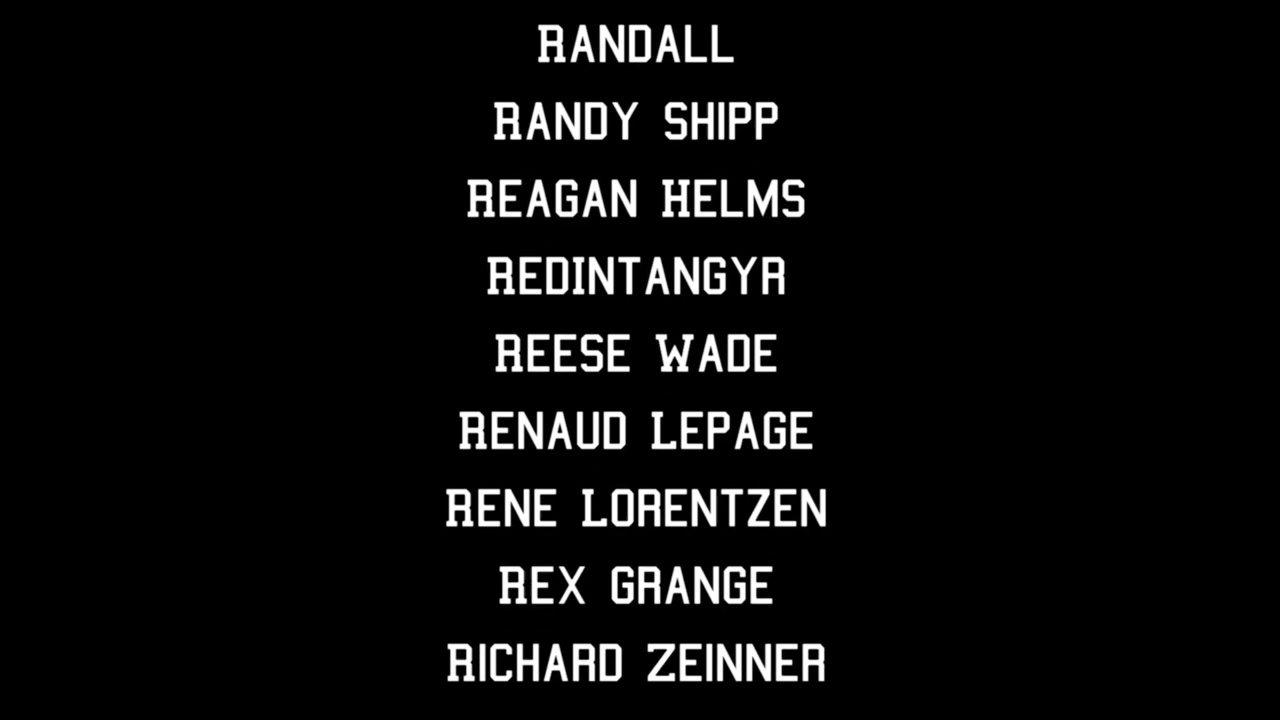 RANDALL
RANDY SHIPP
REAGAN HELMS
REDINTANGYR
REESE WADE
RENAUD LEPAGE
RENE LORENTZEN
REX GRANGE
RICHARD ZEINNER